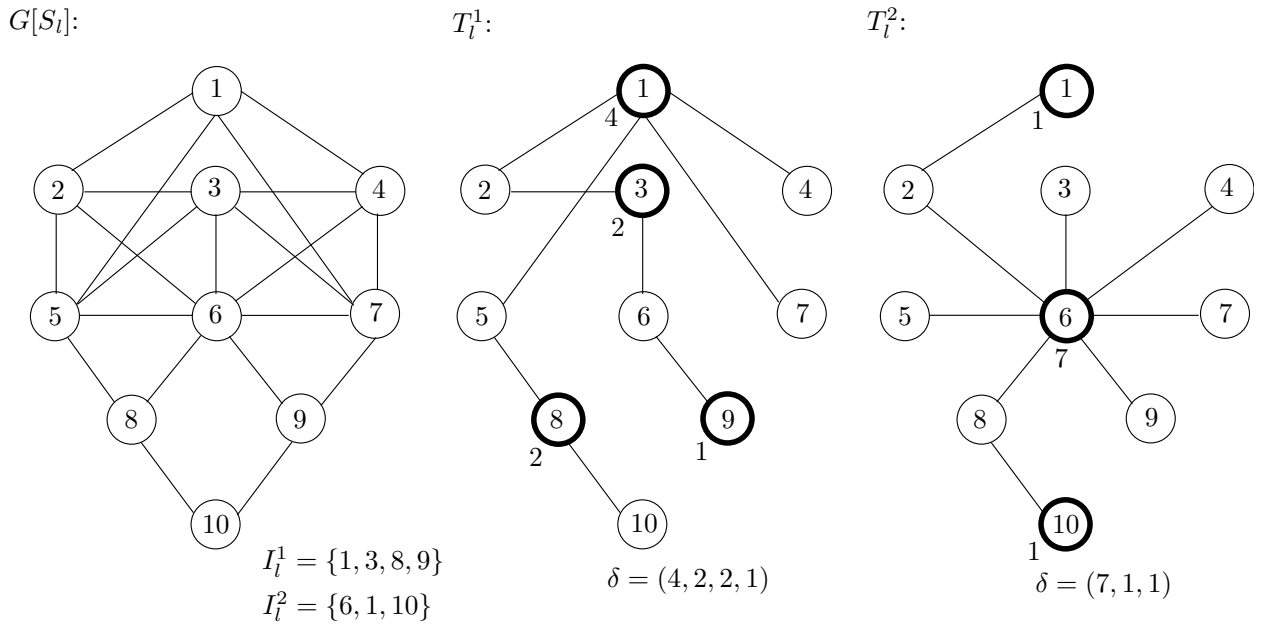 G[S_l]:
T_l^1:
T_l^2:
1
2 3 4
5 6 7
8 9
10
I_l^1 = {1, 3, 8, 9}
I_l^2 = {6, 1, 10}
1
4
2 3 4
2
5 6 7
8 9
2 1
10
δ = (4, 2, 2, 1)
1
1
2 3 4
5 6 7
7
8 9
10
1
δ = (7, 1, 1)